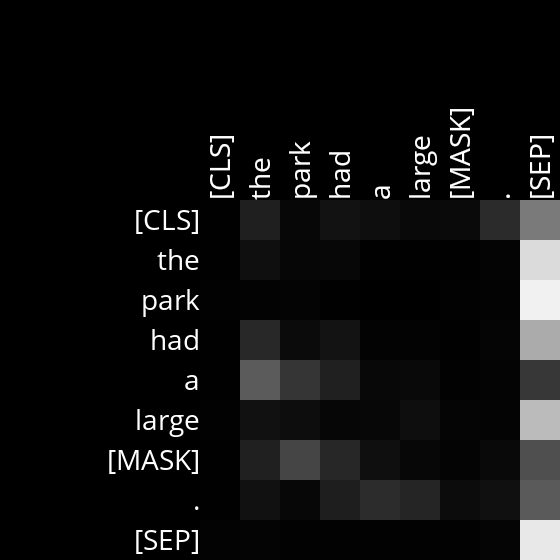 [CLS] the park had a large [MASK] . [SEP]
[CLS]
the
park
had
a
large
[MASK]
.
[SEP]